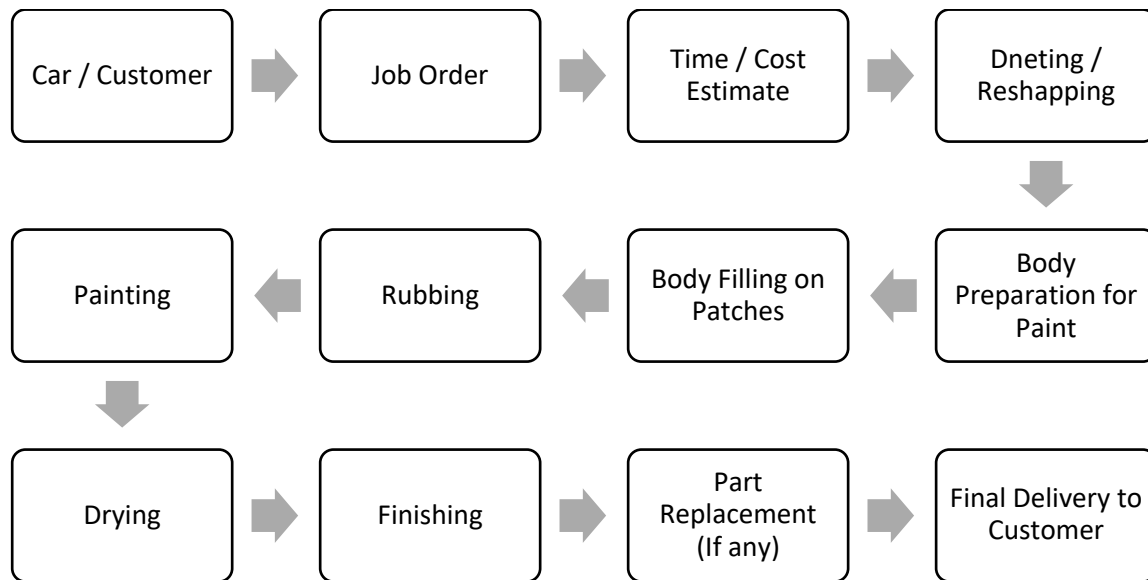 Car / Customer
Job Order
Time / Cost
Estimate
Dneting /
Reshapping
Body
Preparation for
Paint
Body Filling on
Patches
Rubbing
Painting
Drying
Finishing
Part
Replacement
(If any)
Final Delivery to
Customer